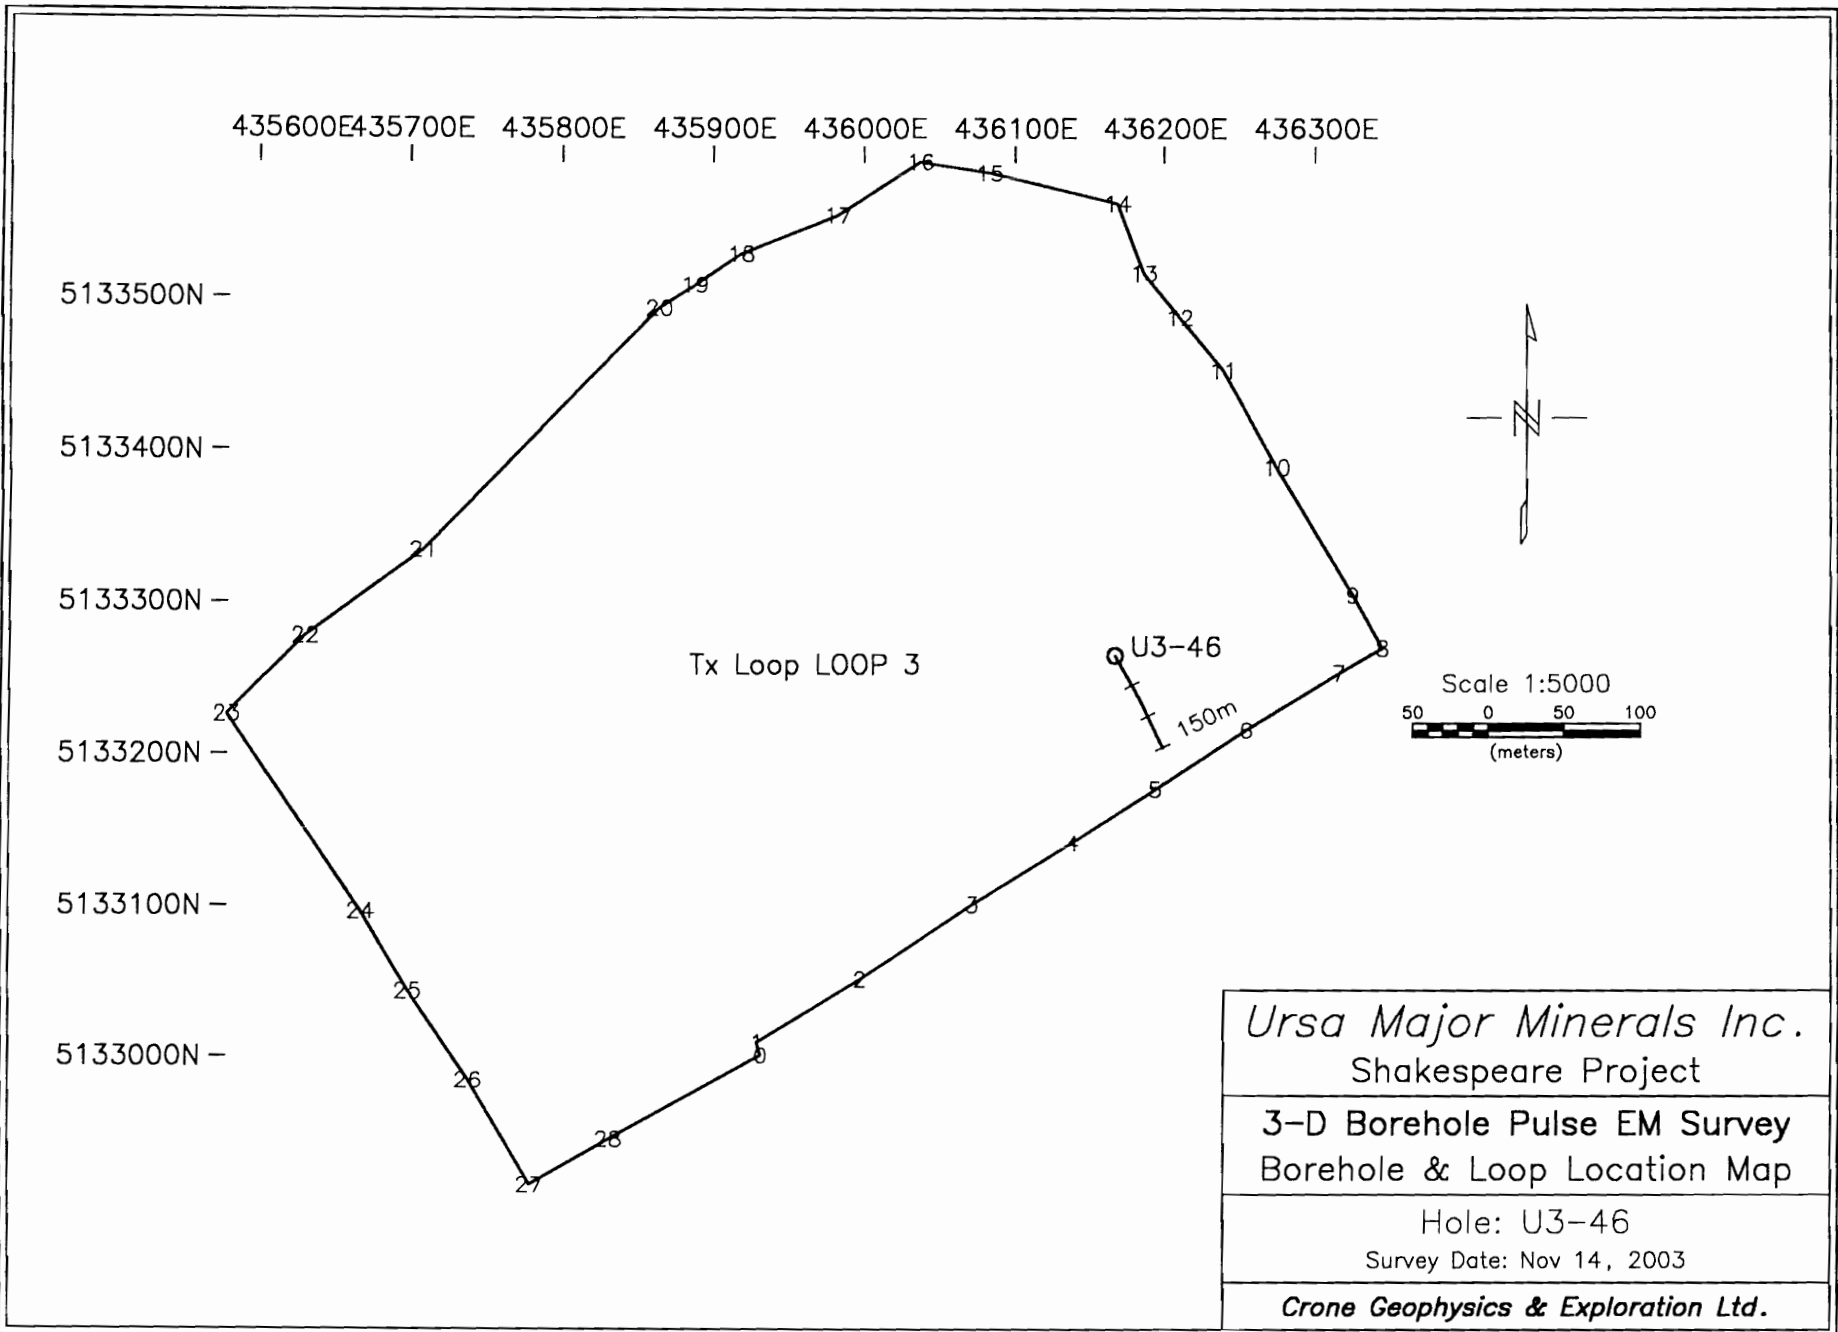 435600E 435700E 435800E 435900E 436000E 436100E 436200E 436300E
16
15
14
17
18
13
19
5133500N
20
12
11
5133400N
10
21
9
5133300N
22
U3-46
8
Tx Loop LOOP 3
7
Scale 1:5000
23
150m
50 0 50 100
6
5133200N
(meters)
5
4
5133100N
24
3
2
25
N
1
5133000N
0
26
28
27
Ursa Major Minerals Inc.
Shakespeare Project
3-D Borehole Pulse EM Survey
Borehole & Loop Location Map
Hole: U3-46
Survey Date: Nov 14, 2003
Crone Geophysics & Exploration Ltd.